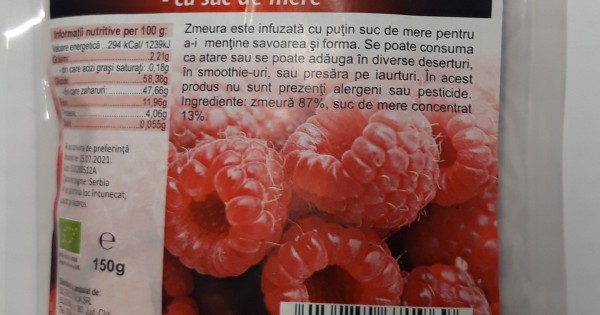 - cu suc de mere
Informații nutritive per 100 g:
Valoare energetică ...294 kCal/ 1239kJ
2,21g
din care acizi grași saturați: 0,18g
58,38g
din care zaharuri: 47,66g
11,96g
4,06g
0,055g
Zmeura este infuzată cu puțin suc de mere pentru
a-i menține savoarea și forma. Se poate consuma
ca atare sau se poate adăuga în diverse deserturi,
în smoothie-uri, sau presăra pe iaurturi. În acest
produs nu sunt prezenți alergeni sau pesticide.
Ingrediente: zmeură 87%, suc de mere concentrat
13%.
de preferință
.07.2021
Serbia
loc întunecat,
e
150g
SRL
Jud. Cluj